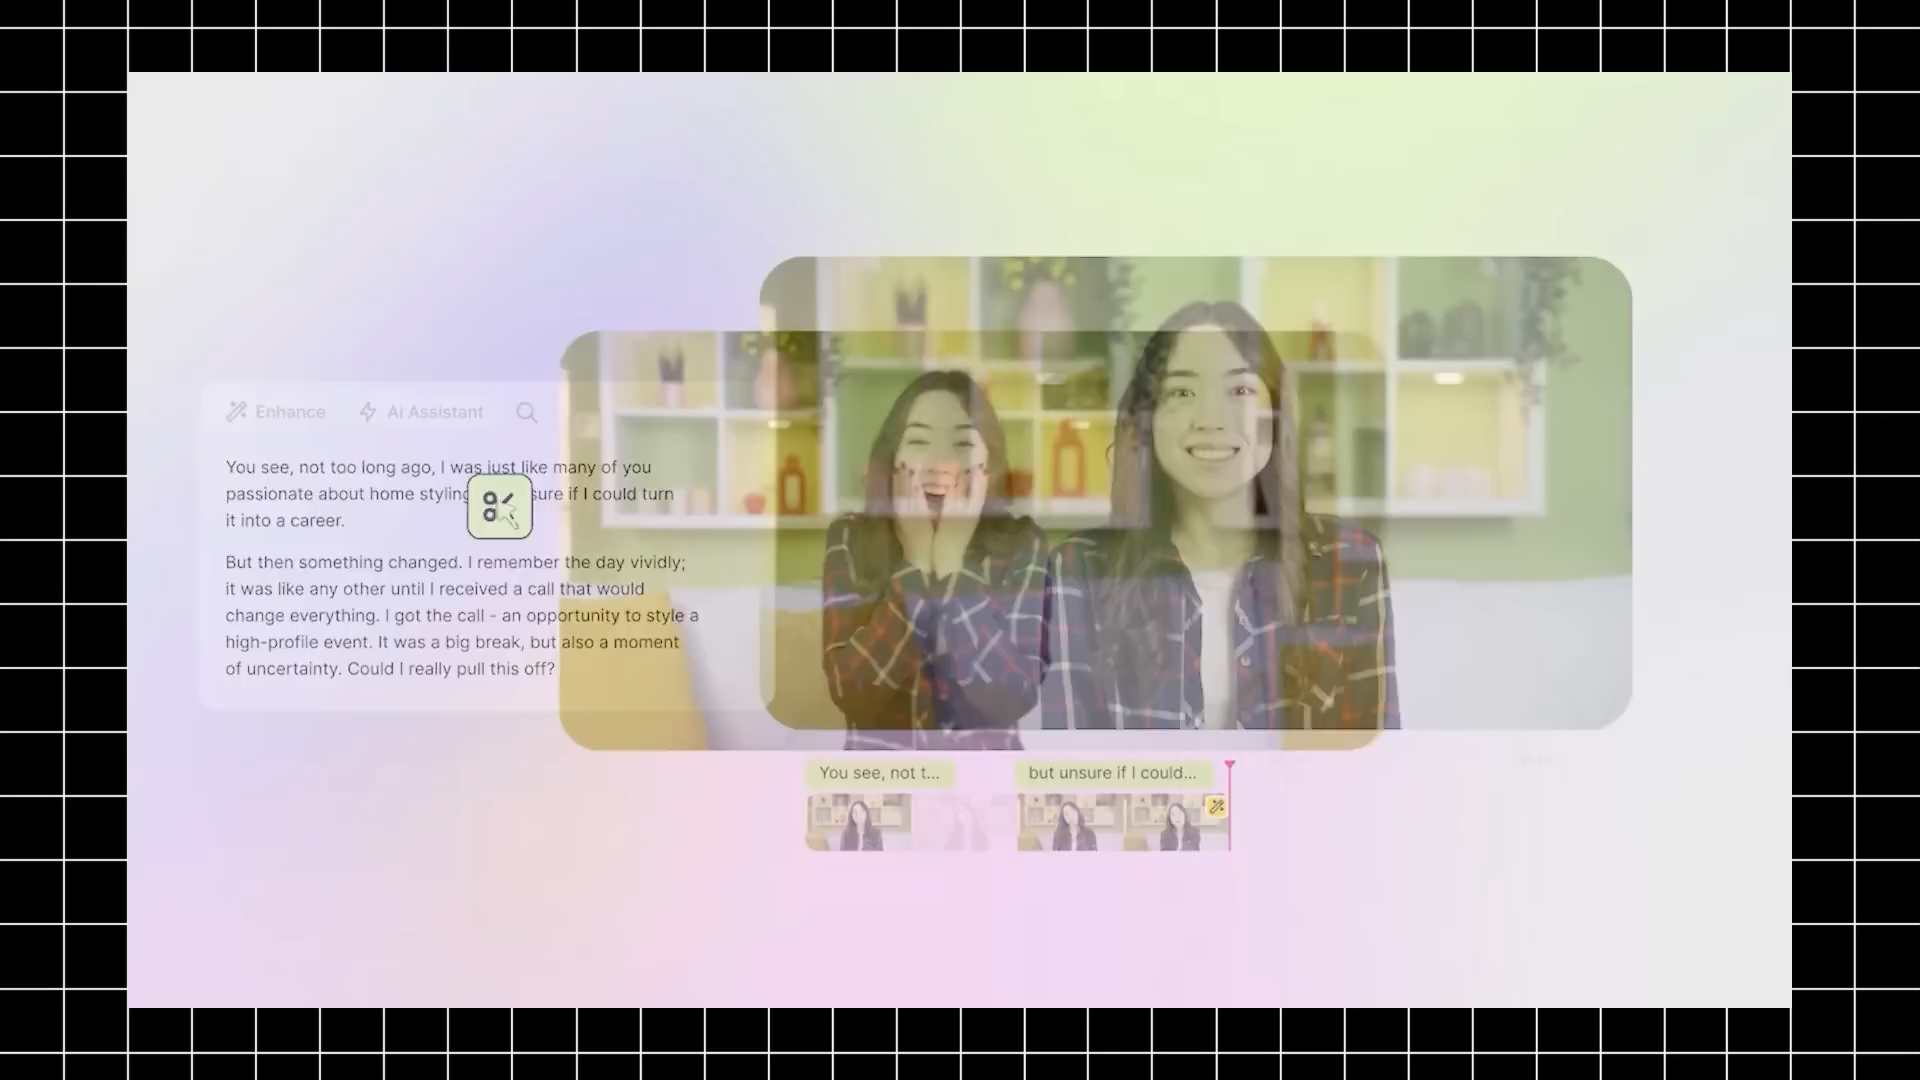 Enhance
Ai Assistant
You see, not too long ago, I was just like many of you
passionate about home styling sure if I could turn
it into a career.
But then something changed. I remember the day vividly;
it was like any other until I received a call that would
change everything. I got the call - an opportunity to style a
high-profile event. It was a big break, but also a moment
of uncertainty. Could I really pull this off?
You see, not t...
but unsure if I could...